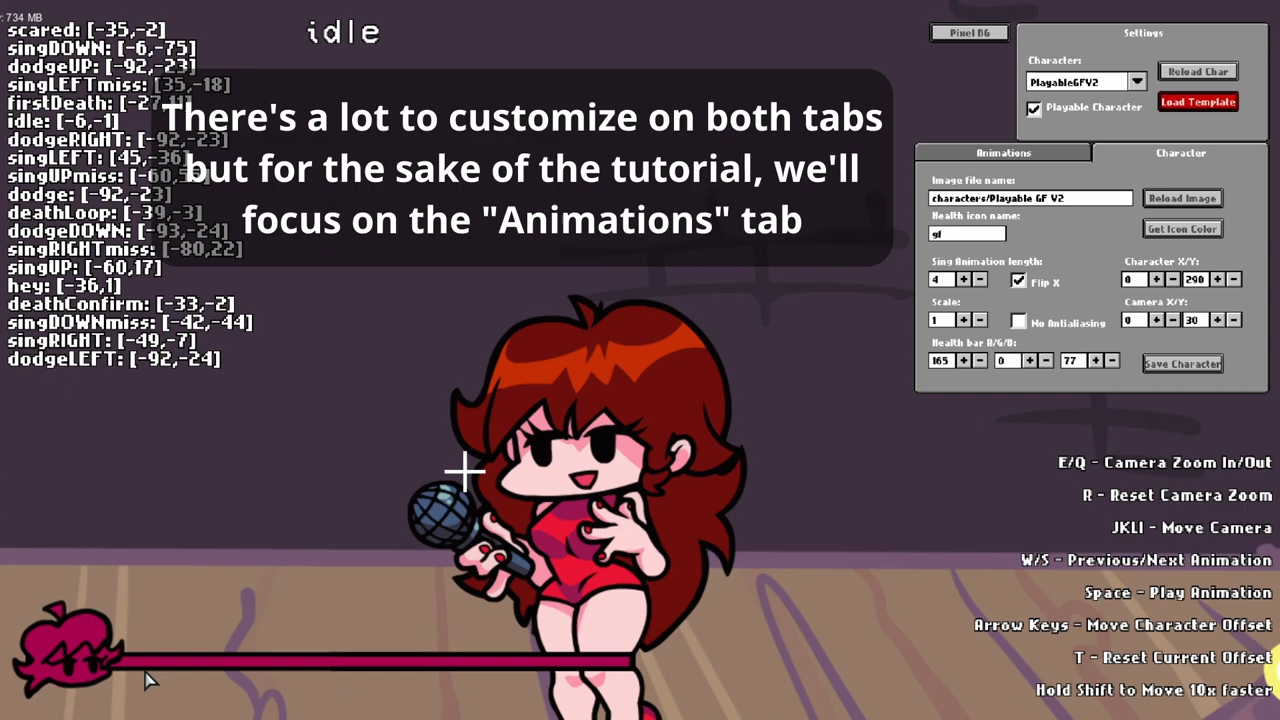 : 734 MB
scared: [-35,-2]
singDOWN: [-6,-75]
dodgeUP: [-92,-23]
singLEFTmiss: [35,-18]
firstDeath: [-27,11]
idle: [-6,-1]
dodgeRIGHT: [-92,-23]
singLEFT: [45,-36]
singUPmiss: [-60,
dodge: [-92,-23]
deathLoop: [-39,-3]
dodgeDOWN: [-93,-24]
singRIGHTmiss: [-80,22]
singUP: [-60,17]
hey: [-36,1]
deathConfirm: [-33,-2]
singDOWNmiss: [-42,-44]
singRIGHT: [-49,-7]
dodgeLEFT: [-92,-24]
idle
There's a lot to customize on both tabs
but for the sake of the tutorial, we'll
focus on the "Animations" tab
Pixel BG
Settings
Character:
PlayableGFV2
Reload Char
Playable Character
Load Template
Animations
Character
Image file name:
characters/Playable GF V2
Reload Image
Health icon name:
gf
Get Icon Color
Sing Animation length:
Character X/Y:
4 + -
Flip X
0 + - 290 + -
Scale:
Camera X/Y:
1 + -
No Antialiasing
0 + - 30 + -
Health bar R/G/B:
165 + - 0 + - 77 + -
Save Character
E/Q - Camera Zoom In/Out
R - Reset Camera Zoom
JKLI - Move Camera
W/S - Previous/Next Animation
Space - Play Animation
Arrow Keys - Move Character Offset
T - Reset Current Offset
Hold Shift to Move 10x faster